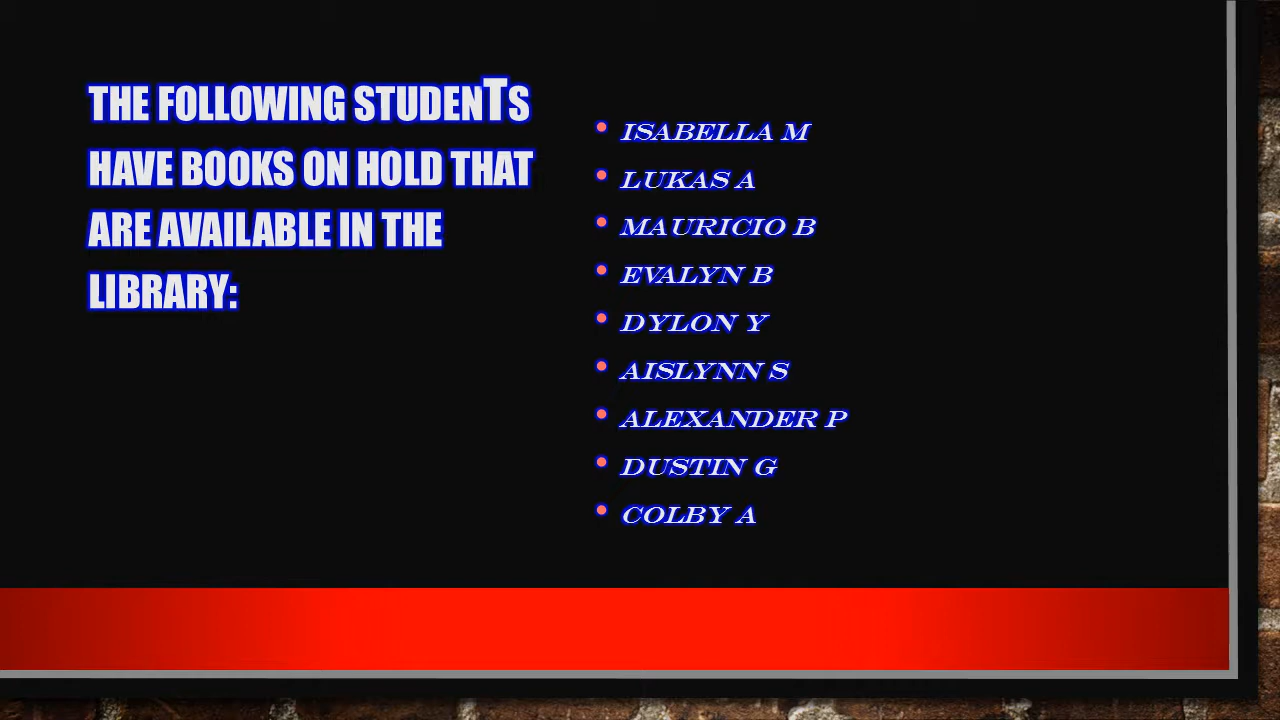 THE FOLLOWING STUDENTS
HAVE BOOKS ON HOLD THAT
ARE AVAILABLE IN THE
LIBRARY:
• ISABELLA M
• LUKAS A
• MAURICIO B
• EVALYN B
• DYLON Y
• AISLYNN S
• ALEXANDER P
• DUSTIN G
• COLBY A